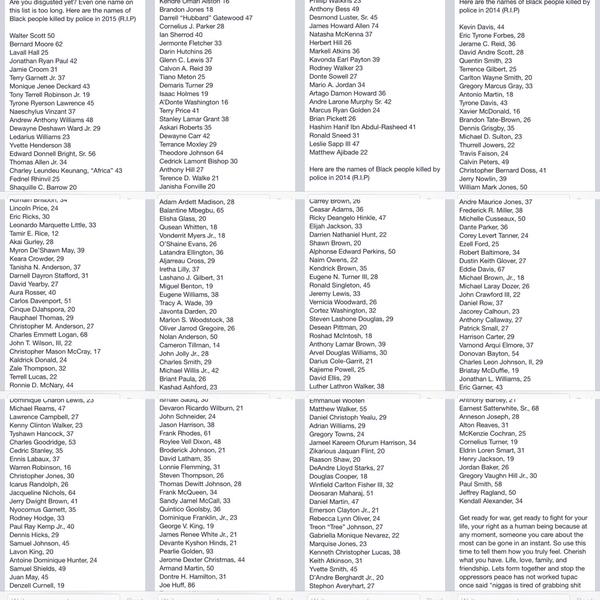 Are you disgusted yet? Even one name on
this list is too long. Here are the names of
Black people killed by police in 2015 (R.I.P)
Walter Scott 50
Bernard Moore 62
Lavall Hall 25
Jonathan Ryan Paul 42
Jamie Croom 31
Terry Garnett Jr. 37
Monique Jenee Deckard 43
Tony Terrell Robinson Jr. 19
Tyrone Ryerson Lawrence 45
Naeschylus Vinzant 37
Andrew Anthony Williams 48
Dewayne Deshawn Ward Jr. 29
Ledarius Williams 23
Yvette Henderson 38
Edward Donnell Bright, Sr. 56
Thomas Allen Jr. 34
Charley Leundeu Keunang, "Africa" 43
Fednel Rhinvil 25
Shaquille C. Barrow 20
Kendre Omari Alston 16
Brandon Jones 18
Darrell "Hubbard" Gatewood 47
Cornelius J. Parker 28
Ian Sherrod 40
Jermonte Fletcher 33
Darin Hutchins 26
Glenn C. Lewis 37
Calvon A. Reid 39
Tiano Meton 25
Demaris Turner 29
Isaac Holmes 19
A'Donte Washington 16
Terry Price 41
Stanley Lamar Grant 38
Askari Roberts 35
Dewayne Carr 42
Terrance Moxley 29
Theodore Johnson 64
Cedrick Lamont Bishop 30
Anthony Hill 27
Terence D. Walke 21
Janisha Fonville 20
Phillip Watkins 23
Anthony Bess 49
Desmond Luster, Sr. 45
James Howard Allen 74
Natasha McKenna 37
Herbert Hill 26
Markell Atkins 36
Kavonda Earl Payton 39
Rodney Walker 23
Donte Sowell 27
Mario A. Jordan 34
Artago Damon Howard 36
Andre Larone Murphy Sr. 42
Marcus Ryan Golden 24
Brian Pickett 26
Hashim Hanif Ibn Abdul-Rasheed 41
Ronald Sneed 31
Leslie Sapp III 47
Matthew Ajibade 22
Here are the names of Black people killed by
police in 2014 (R.I.P)
Here are the names of Black people killed by
police in 2014 (R.I.P)
Kevin Davis, 44
Eric Tyrone Forbes, 28
Jerame C. Reid, 36
David Andre Scott, 28
Quentin Smith, 23
Terrence Gilbert, 25
Carlton Wayne Smith, 20
Gregory Marcus Gray, 33
Antonio Martin, 18
Tyrone Davis, 43
Xavier McDonald, 16
Brandon Tate-Brown, 26
Dennis Grigsby, 35
Michael D. Sulton, 23
Thurrell Jowers, 22
Travis Faison, 24
Calvin Peters, 49
Christopher Bernard Doss, 41
Jerry Nowlin, 39
William Mark Jones, 50
Rumain Brisbon, 34
Lincoln Price, 24
Eric Ricks, 30
Leonardo Marquette Little, 33
Tamir E. Rice, 12
Akai Gurley, 28
Myron De'Shawn May, 39
Keara Crowder, 29
Tanisha N. Anderson, 37
Darnell Dayron Stafford, 31
David Yearby, 27
Aura Rosser, 40
Carlos Davenport, 51
Cinque DJahspora, 20
Rauphael Thomas, 29
Christopher M. Anderson, 27
Charles Emmett Logan, 68
John T. Wilson, III, 22
Christopher Mason McCray, 17
Kaldrick Donald, 24
Zale Thompson, 32
Terrell Lucas, 22
Ronnie D. McNary, 44
Adam Ardett Madison, 28
Balantine Mbegbu, 65
Elisha Glass, 20
Qusean Whitten, 18
Vonderrit Myers Jr., 18
O'Shaine Evans, 26
Latandra Ellington, 36
Aljarreau Cross, 29
Iretha Lilly, 37
Lashano J. Gilbert, 31
Miguel Benton, 19
Eugene Williams, 38
Tracy A. Wade, 39
Javonta Darden, 20
Marlon S. Woodstock, 38
Oliver Jarrod Gregoire, 26
Nolan Anderson, 50
Cameron Tillman, 14
John Jolly Jr., 28
Charles Smith, 29
Michael Willis Jr., 42
Briant Paula, 26
Kashad Ashford, 23
Carrey Brown, 26
Ceasar Adams, 36
Ricky Deangelo Hinkle, 47
Elijah Jackson, 33
Darrien Nathaniel Hunt, 22
Shawn Brown, 20
Alphonse Edward Perkins, 50
Naim Owens, 22
Kendrick Brown, 35
Eugene N. Turner III, 28
Ronald Singleton, 45
Jeremy Lewis, 33
Vernicia Woodward, 26
Cortez Washington, 32
Steven Lashone Douglas, 29
Desean Pittman, 20
Roshad McIntosh, 18
Anthony Lamar Brown, 39
Arvel Douglas Williams, 30
Darius Cole-Garrit, 21
Kajieme Powell, 25
David Ellis, 29
Luther Lathron Walker, 38
Andre Maurice Jones, 37
Frederick R. Miller, 38
Michelle Cusseaux, 50
Dante Parker, 36
Corey Levert Tanner, 24
Ezell Ford, 25
Robert Baltimore, 34
Dustin Keith Glover, 27
Eddie Davis, 67
Michael Brown, Jr., 18
Michael Laray Dozer, 26
John Crawford III, 22
Daniel Row, 37
Jacorey Calhoun, 23
Anthony Callaway, 27
Patrick Small, 27
Harrison Carter, 29
Vamond Arqui Elmore, 37
Donovan Bayton, 54
Charles Leon Johnson, II, 29
Briatay McDuffie, 19
Jonathan L. Williams, 25
Eric Garner, 43
Dominique Charon Lewis, 23
Michael Reams, 47
Lawrence Campbell, 27
Kenny Clinton Walker, 23
Tyshawn Hancock, 37
Charles Goodridge, 53
Cedric Stanley, 35
Ennis Labaux, 37
Warren Robinson, 16
Christopher Jones, 30
Icarus Randolph, 26
Jacqueline Nichols, 64
Jerry Dwight Brown, 41
Nyocomus Garnett, 35
Rodney Hodge, 33
Paul Ray Kemp Jr., 40
Dennis Hicks, 29
Samuel Johnson, 45
Lavon King, 20
Antoine Dominique Hunter, 24
Samuel Shields, 49
Juan May, 45
Denzell Curnell, 19
Ismael Sadiq, 30
Devaron Ricardo Wilburn, 21
John Schneider, 24
Jason Harrison, 38
Frank Rhodes, 61
Roylee Vell Dixon, 48
Broderick Johnson, 21
David Latham, 35
Lonnie Flemming, 31
Steven Thompson, 26
Thomas Dewitt Johnson, 28
Frank McQueen, 34
Sandy Jamel McCall, 33
Quintico Goolsby, 36
Dominique Franklin, Jr., 23
George V. King, 19
James Renee White Jr., 21
Devante Kyshon Hinds, 21
Pearlie Golden, 93
Jerome Dexter Christmas, 44
Armand Martin, 50
Dontre H. Hamilton, 31
Joe Huff, 86
Emmanuel Wooten
Matthew Walker, 55
Daniel Christoph Yealu, 29
Adrian Williams, 29
Gregory Towns, 24
Jameel Kareem Ofurum Harrison, 34
Zikarious Jaquan Flint, 20
Raason Shaw, 20
DeAndre Lloyd Starks, 27
Douglas Cooper, 18
Winfield Carlton Fisher III, 32
Deosaran Maharaj, 51
Daniel Martin, 47
Emerson Clayton Jr., 21
Rebecca Lynn Oliver, 24
Treon "Tree" Johnson, 27
Gabriella Monique Nevarez, 22
Marquise Jones, 23
Kenneth Christopher Lucas, 38
Keith Atkinson, 31
Yvette Smith, 45
D'Andre Berghardt Jr., 20
Stephon Averyhart, 27
Anthony Bartley, 21
Earnest Satterwhite, Sr., 68
Anneson Joseph, 28
Alton Reaves, 31
McKenzie Cochran, 25
Cornelius Turner, 19
Eldrin Loren Smart, 31
Henry Jackson, 19
Jordan Baker, 26
Gregory Vaughn Hill Jr., 30
Paul Smith, 58
Jeffrey Ragland, 50
Kendall Alexander, 34
Get ready for war, get ready to fight for your
life, your right as a human being because at
any moment, someone you care about the
most can be gone in an instant. So use this
time to tell them how you truly feel. Cherish
what you have. Life, love, family, and
friendship. Lets form together and stop the
oppressors peace has not worked tupac
once said "niggas is tired of grabbing shit